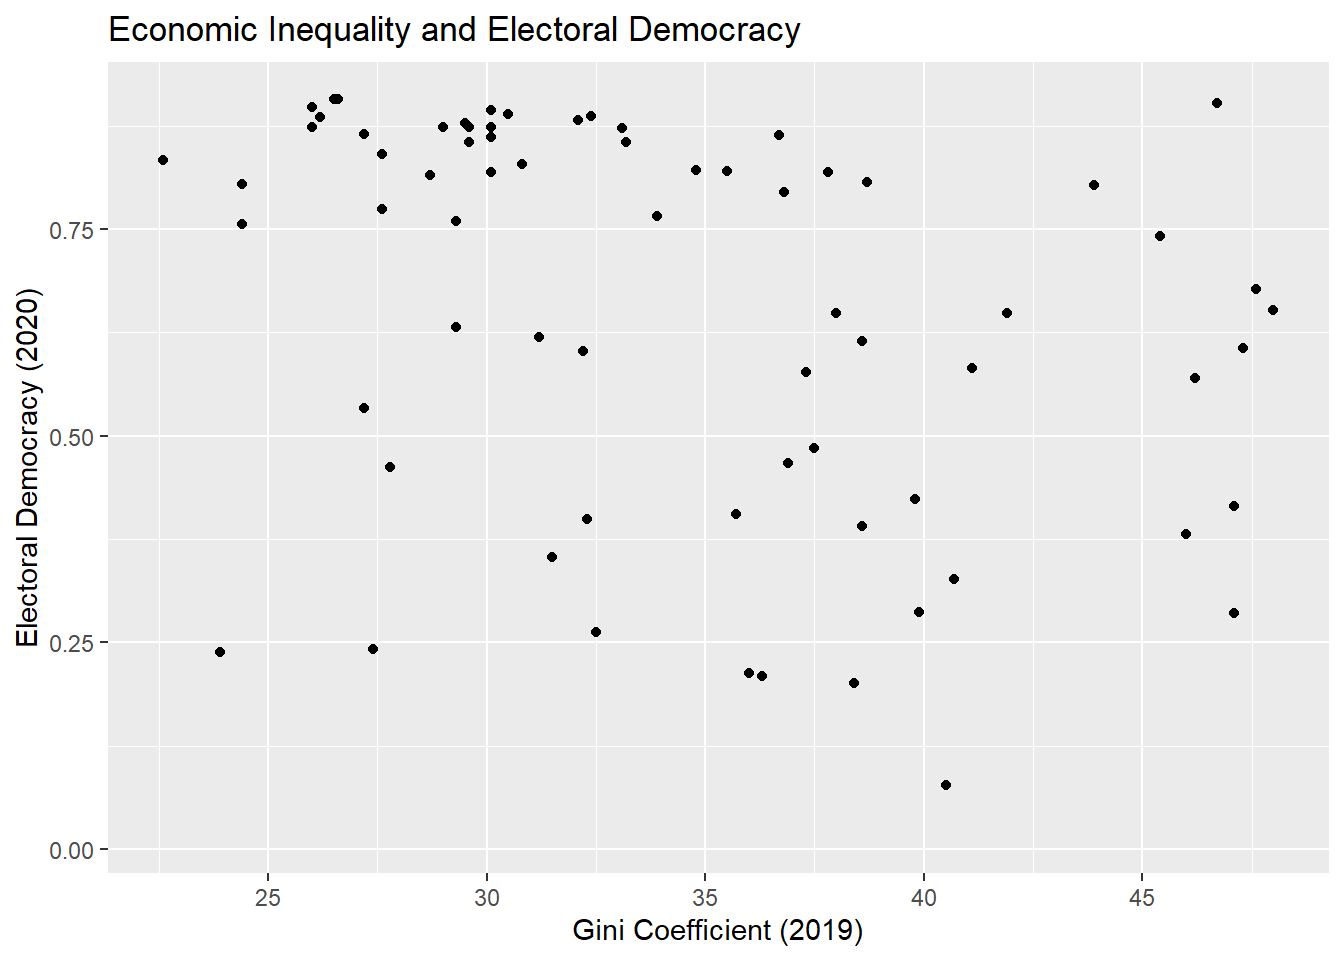 Economic Inequality and Electoral Democracy
Electoral Democracy (2020)
0.75
0.50
0.25
0.00
25 30 35 40 45
Gini Coefficient (2019)